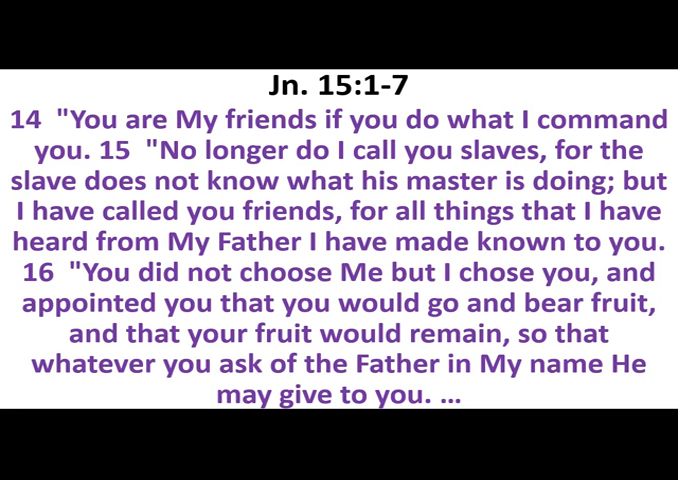 Jn. 15:1-7
14  "You are My friends if you do what I command
you. 15  "No longer do I call you slaves, for the
slave does not know what his master is doing; but
I have called you friends, for all things that I have
heard from My Father I have made known to you.
16  "You did not choose Me but I chose you, and
appointed you that you would go and bear fruit,
and that your fruit would remain, so that
whatever you ask of the Father in My name He
may give to you. ...